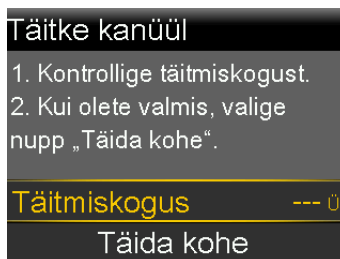 Täitke kanüül
1. Kontrollige täitmiskogust.
2. Kui olete valmis, valige
nupp „Täida kohe“.
Täitmiskogus --- Ü
Täida kohe